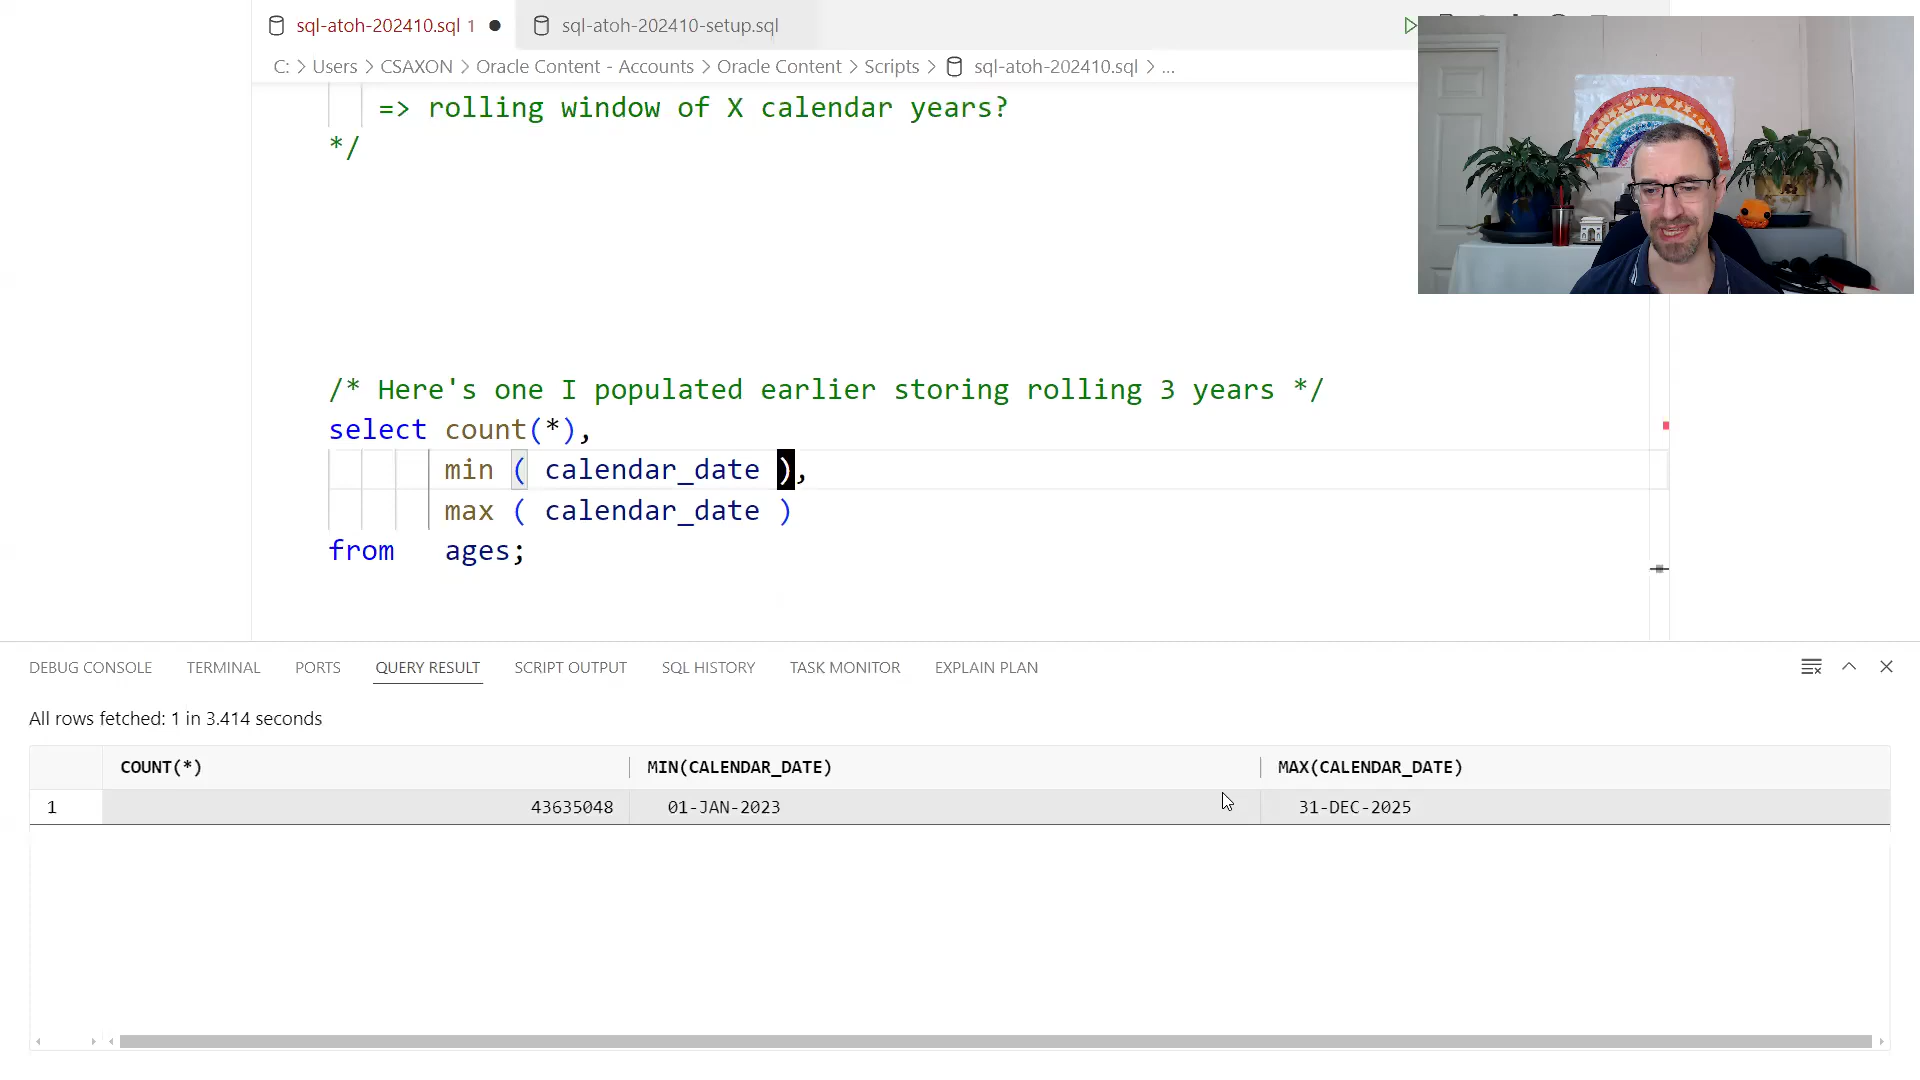 sql-atoh-202410.sql 1
sql-atoh-202410-setup.sql
C: > Users > CSAXON > Oracle Content - Accounts > Oracle Content > Scripts > sql-atoh-202410.sql > ...
=> rolling window of X calendar years?
*/
/* Here's one I populated earlier storing rolling 3 years */
select count(*),
min ( calendar_date ),
max ( calendar_date )
from ages;
DEBUG CONSOLE TERMINAL PORTS QUERY RESULT SCRIPT OUTPUT SQL HISTORY TASK MONITOR EXPLAIN PLAN
All rows fetched: 1 in 3.414 seconds
COUNT(*) MIN(CALENDAR_DATE) MAX(CALENDAR_DATE)
1 43635048 01-JAN-2023 31-DEC-2025